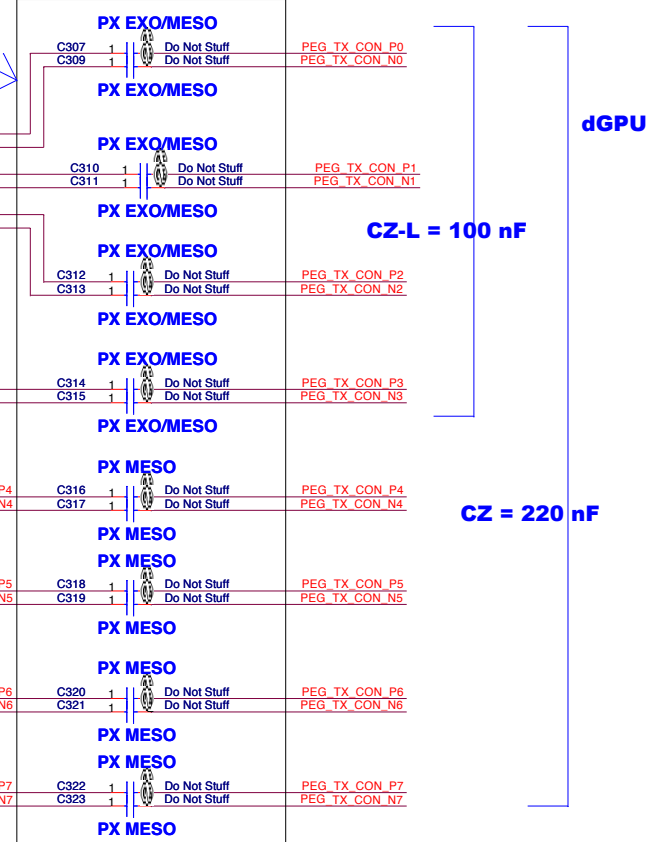 PX EXO/MESO
C307 1 Do Not Stuff PEG_TX_CON_P0
C309 1 Do Not Stuff PEG_TX_CON_N0
PX EXO/MESO
dGPU
PX EXO/MESO
C310 1 Do Not Stuff PEG_TX_CON_P1
C311 1 Do Not Stuff PEG_TX_CON_N1
PX EXO/MESO
CZ-L = 100 nF
PX EXO/MESO
C312 1 Do Not Stuff PEG_TX_CON_P2
C313 1 Do Not Stuff PEG_TX_CON_N2
PX EXO/MESO
PX EXO/MESO
C314 1 Do Not Stuff PEG_TX_CON_P3
C315 1 Do Not Stuff PEG_TX_CON_N3
PX EXO/MESO
PX MESO
P4 C316 1 Do Not Stuff PEG_TX_CON_P4
N4 C317 1 Do Not Stuff PEG_TX_CON_N4
CZ = 220 nF
PX MESO
PX MESO
P5 C318 1 Do Not Stuff PEG_TX_CON_P5
N5 C319 1 Do Not Stuff PEG_TX_CON_N5
PX MESO
PX MESO
P6 C320 1 Do Not Stuff PEG_TX_CON_P6
N6 C321 1 Do Not Stuff PEG_TX_CON_N6
PX MESO
PX MESO
P7 C322 1 Do Not Stuff PEG_TX_CON_P7
N7 C323 1 Do Not Stuff PEG_TX_CON_N7
PX MESO